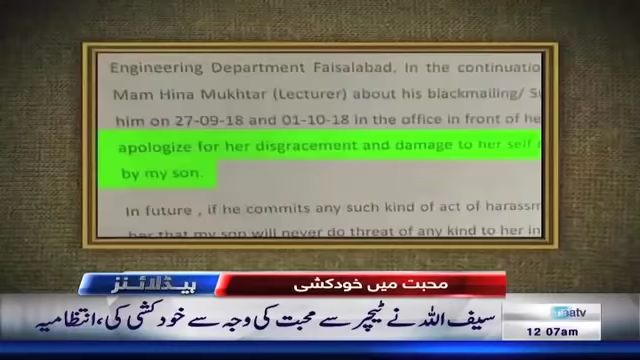 Engineering Department Faisalabad. In the continuatio
Mam Hina Mukhtar (Lecturer) about his blackmailing/ Su
him on 27-09-18 and 01-10-18 in the office in front of he
apologize for her disgracement and damage to her self r
by my son.
In future , if he commits any such kind of act of harassm
her that my son will never do threat of any kind to her in
محبت میں خودکشی
ہیڈلائنز
سیف اللہ نے ٹیچر سے محبت کی وجہ سے خودکشی کی، انتظامیہ
12 07am